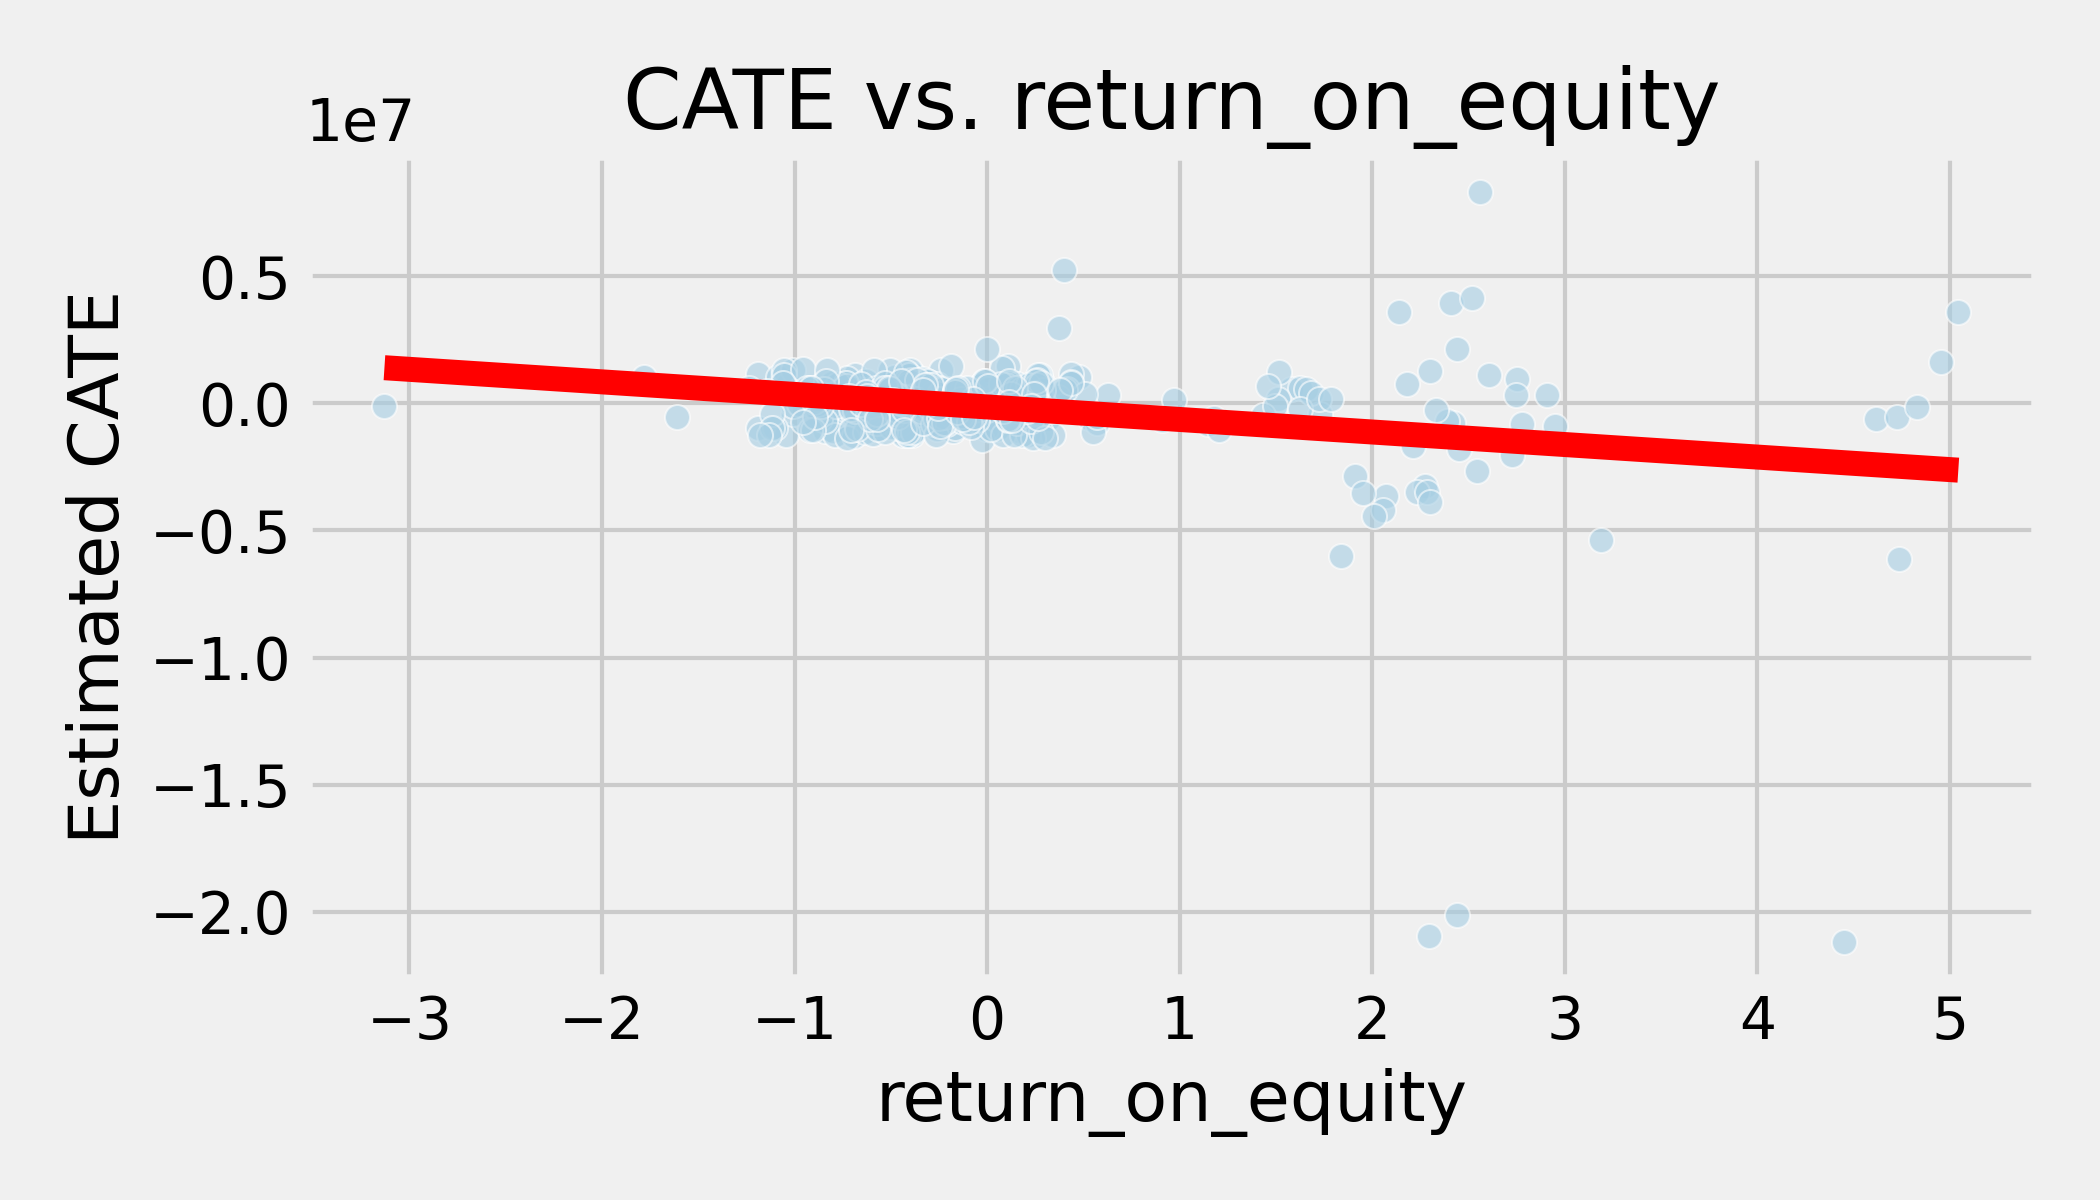 CATE vs. return_on_equity
1e7
0.5
0.0
−0.5
−1.0
−1.5
−2.0
Estimated CATE
−3 −2 −1 0 1 2 3 4 5
return_on_equity